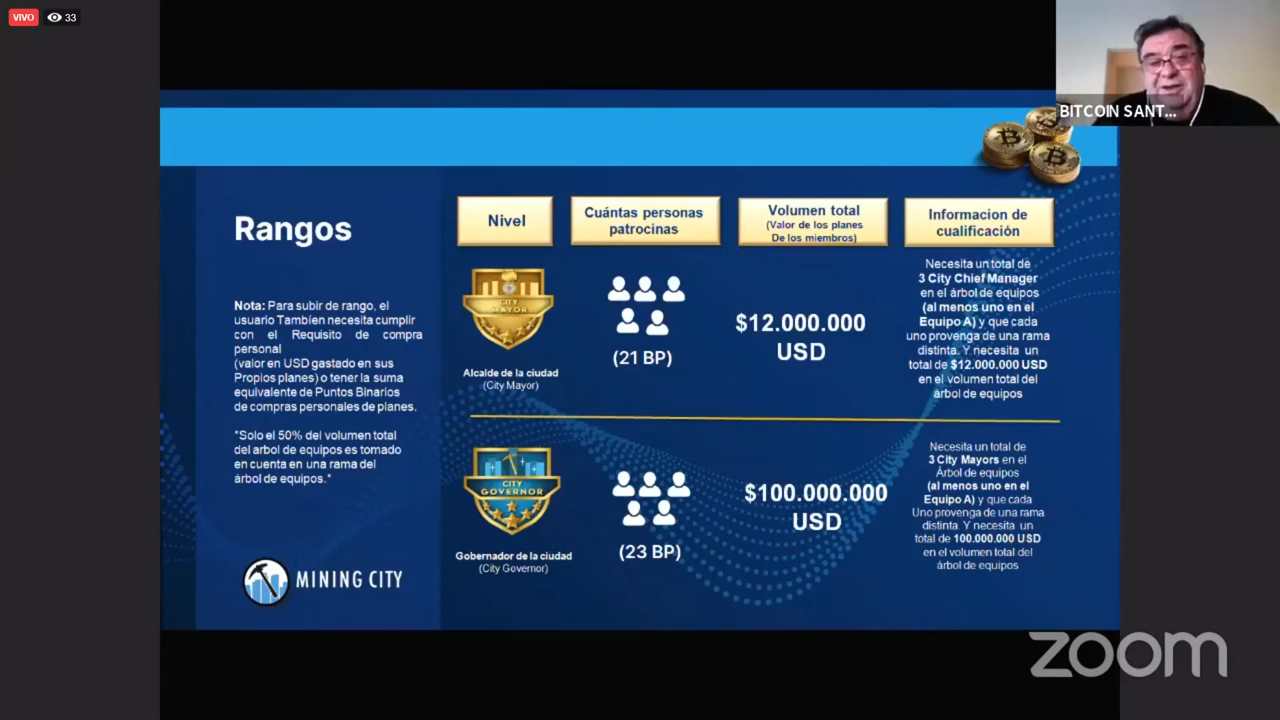 VIVO
33
BITCOIN SANT...
Rangos
Nota: Para subir de rango, el
usuario Tambíen necesita cumplir
con el Requisito de compra
personal
(valor en USD gastado en sus
Propios planes) o tener la suma
equivalente de Puntos Binarios
de compras personales de planes.
*Solo el 50% del volumen total
del arbol de equipos es tomado
en cuenta en una rama del
árbol de equipos.*
MINING CITY
Nivel
Cuántas personas
patrocinas
Volumen total
(Valor de los planes
De los miembros)
Informacion de
cualificación
CITY
MAYOR
Alcalde de la ciudad
(City Mayor)
(21 BP)
$12.000.000
USD
Necesita un total de
3 City Chief Manager
en el árbol de equipos
(al menos uno en el
Equipo A) y que cada
uno provenga de una rama
distinta. Y necesita un
total de $12.000.000 USD
en el volumen total del
árbol de equipos
CITY
GOVERNOR
Gobernador de la ciudad
(City Governor)
(23 BP)
$100.000.000
USD
Necesita un total de
3 City Mayors en el
Árbol de equipos
(al menos uno en el
Equipo A) y que cada
Uno provenga de una rama
distinta. Y necesita un
total de 100.000.000 USD
en el volumen total del
árbol de equipos
zoom